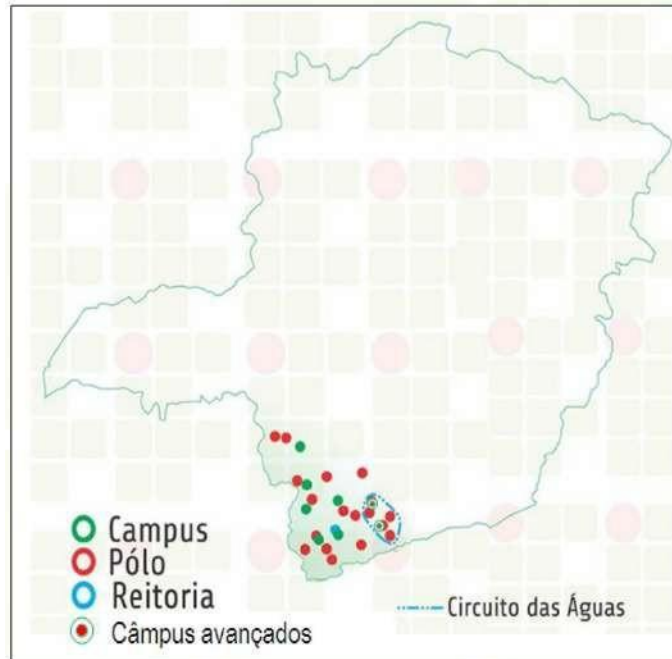 Campus
Pólo
Reitoria
Câmpus avançados
Circuito das Águas